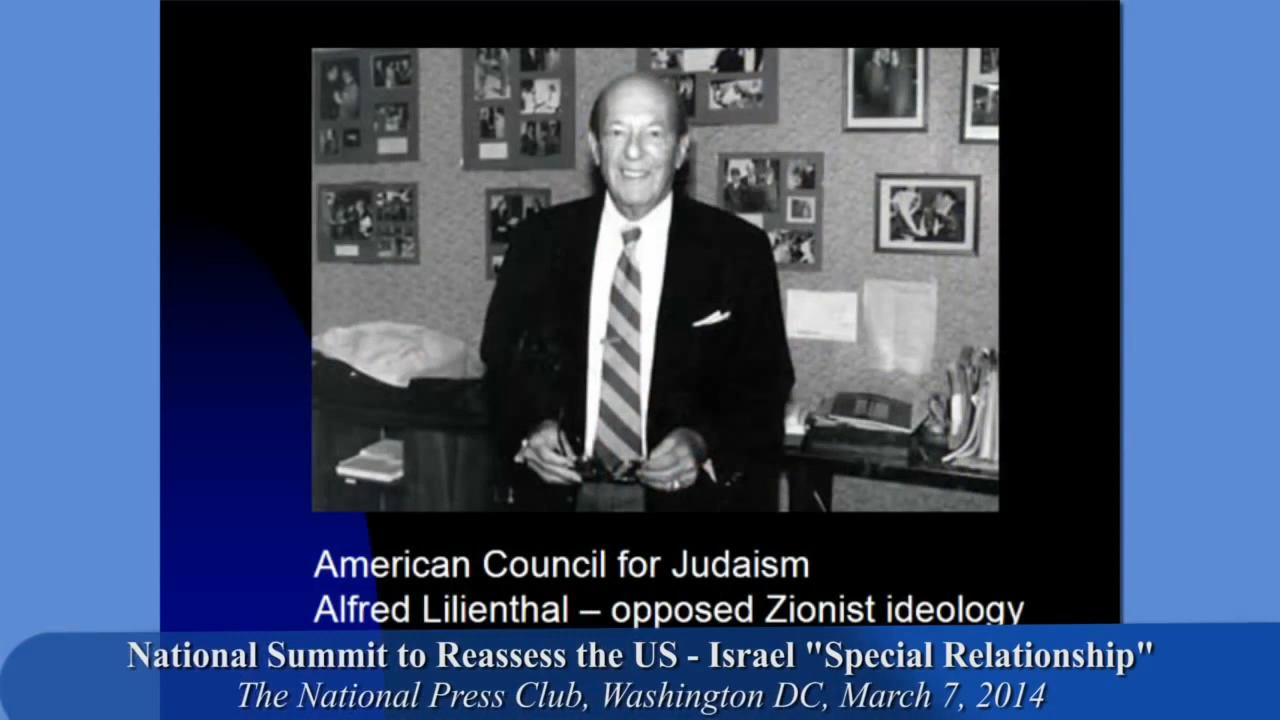 American Council for Judaism
Alfred Lilienthal – opposed Zionist ideology
National Summit to Reassess the US - Israel "Special Relationship"
The National Press Club, Washington DC, March 7, 2014